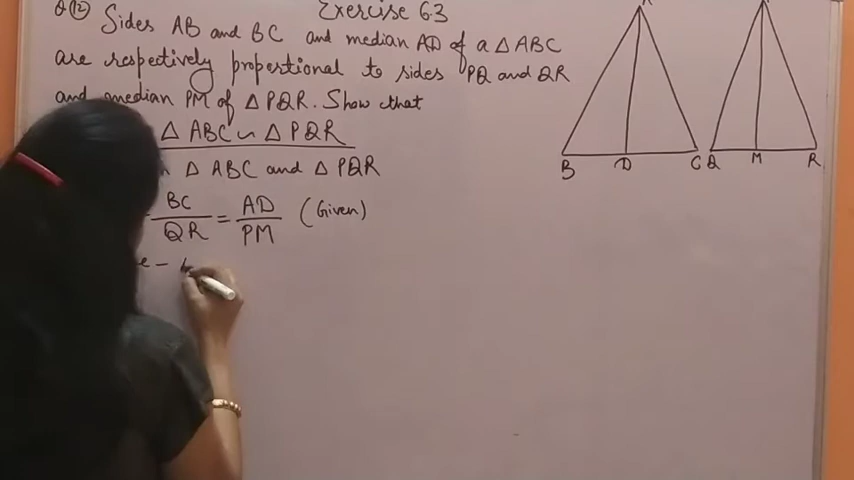 Exercise 6.3
Q(12) Sides AB and BC and median AD of a △ABC
are respectively proportional to sides PQ and QR
and median PM of △ PQR. Show that
△ ABC ~ △ PQR
△ ABC and △ PQR
BC/QR = AD/PM (Given)
B D C Q M R